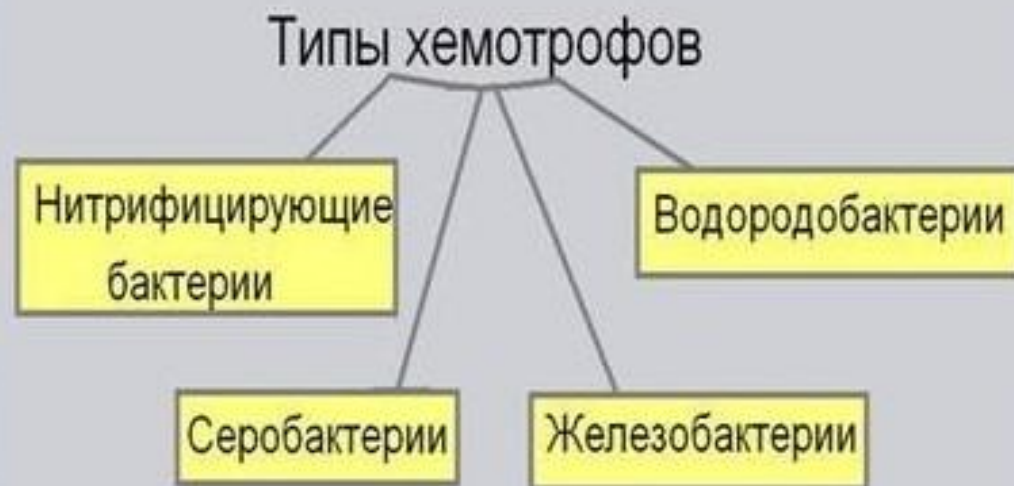 Типы хемотрофов
Нитрифицирующие
бактерии
Водородобактерии
Серобактерии
Железобактерии